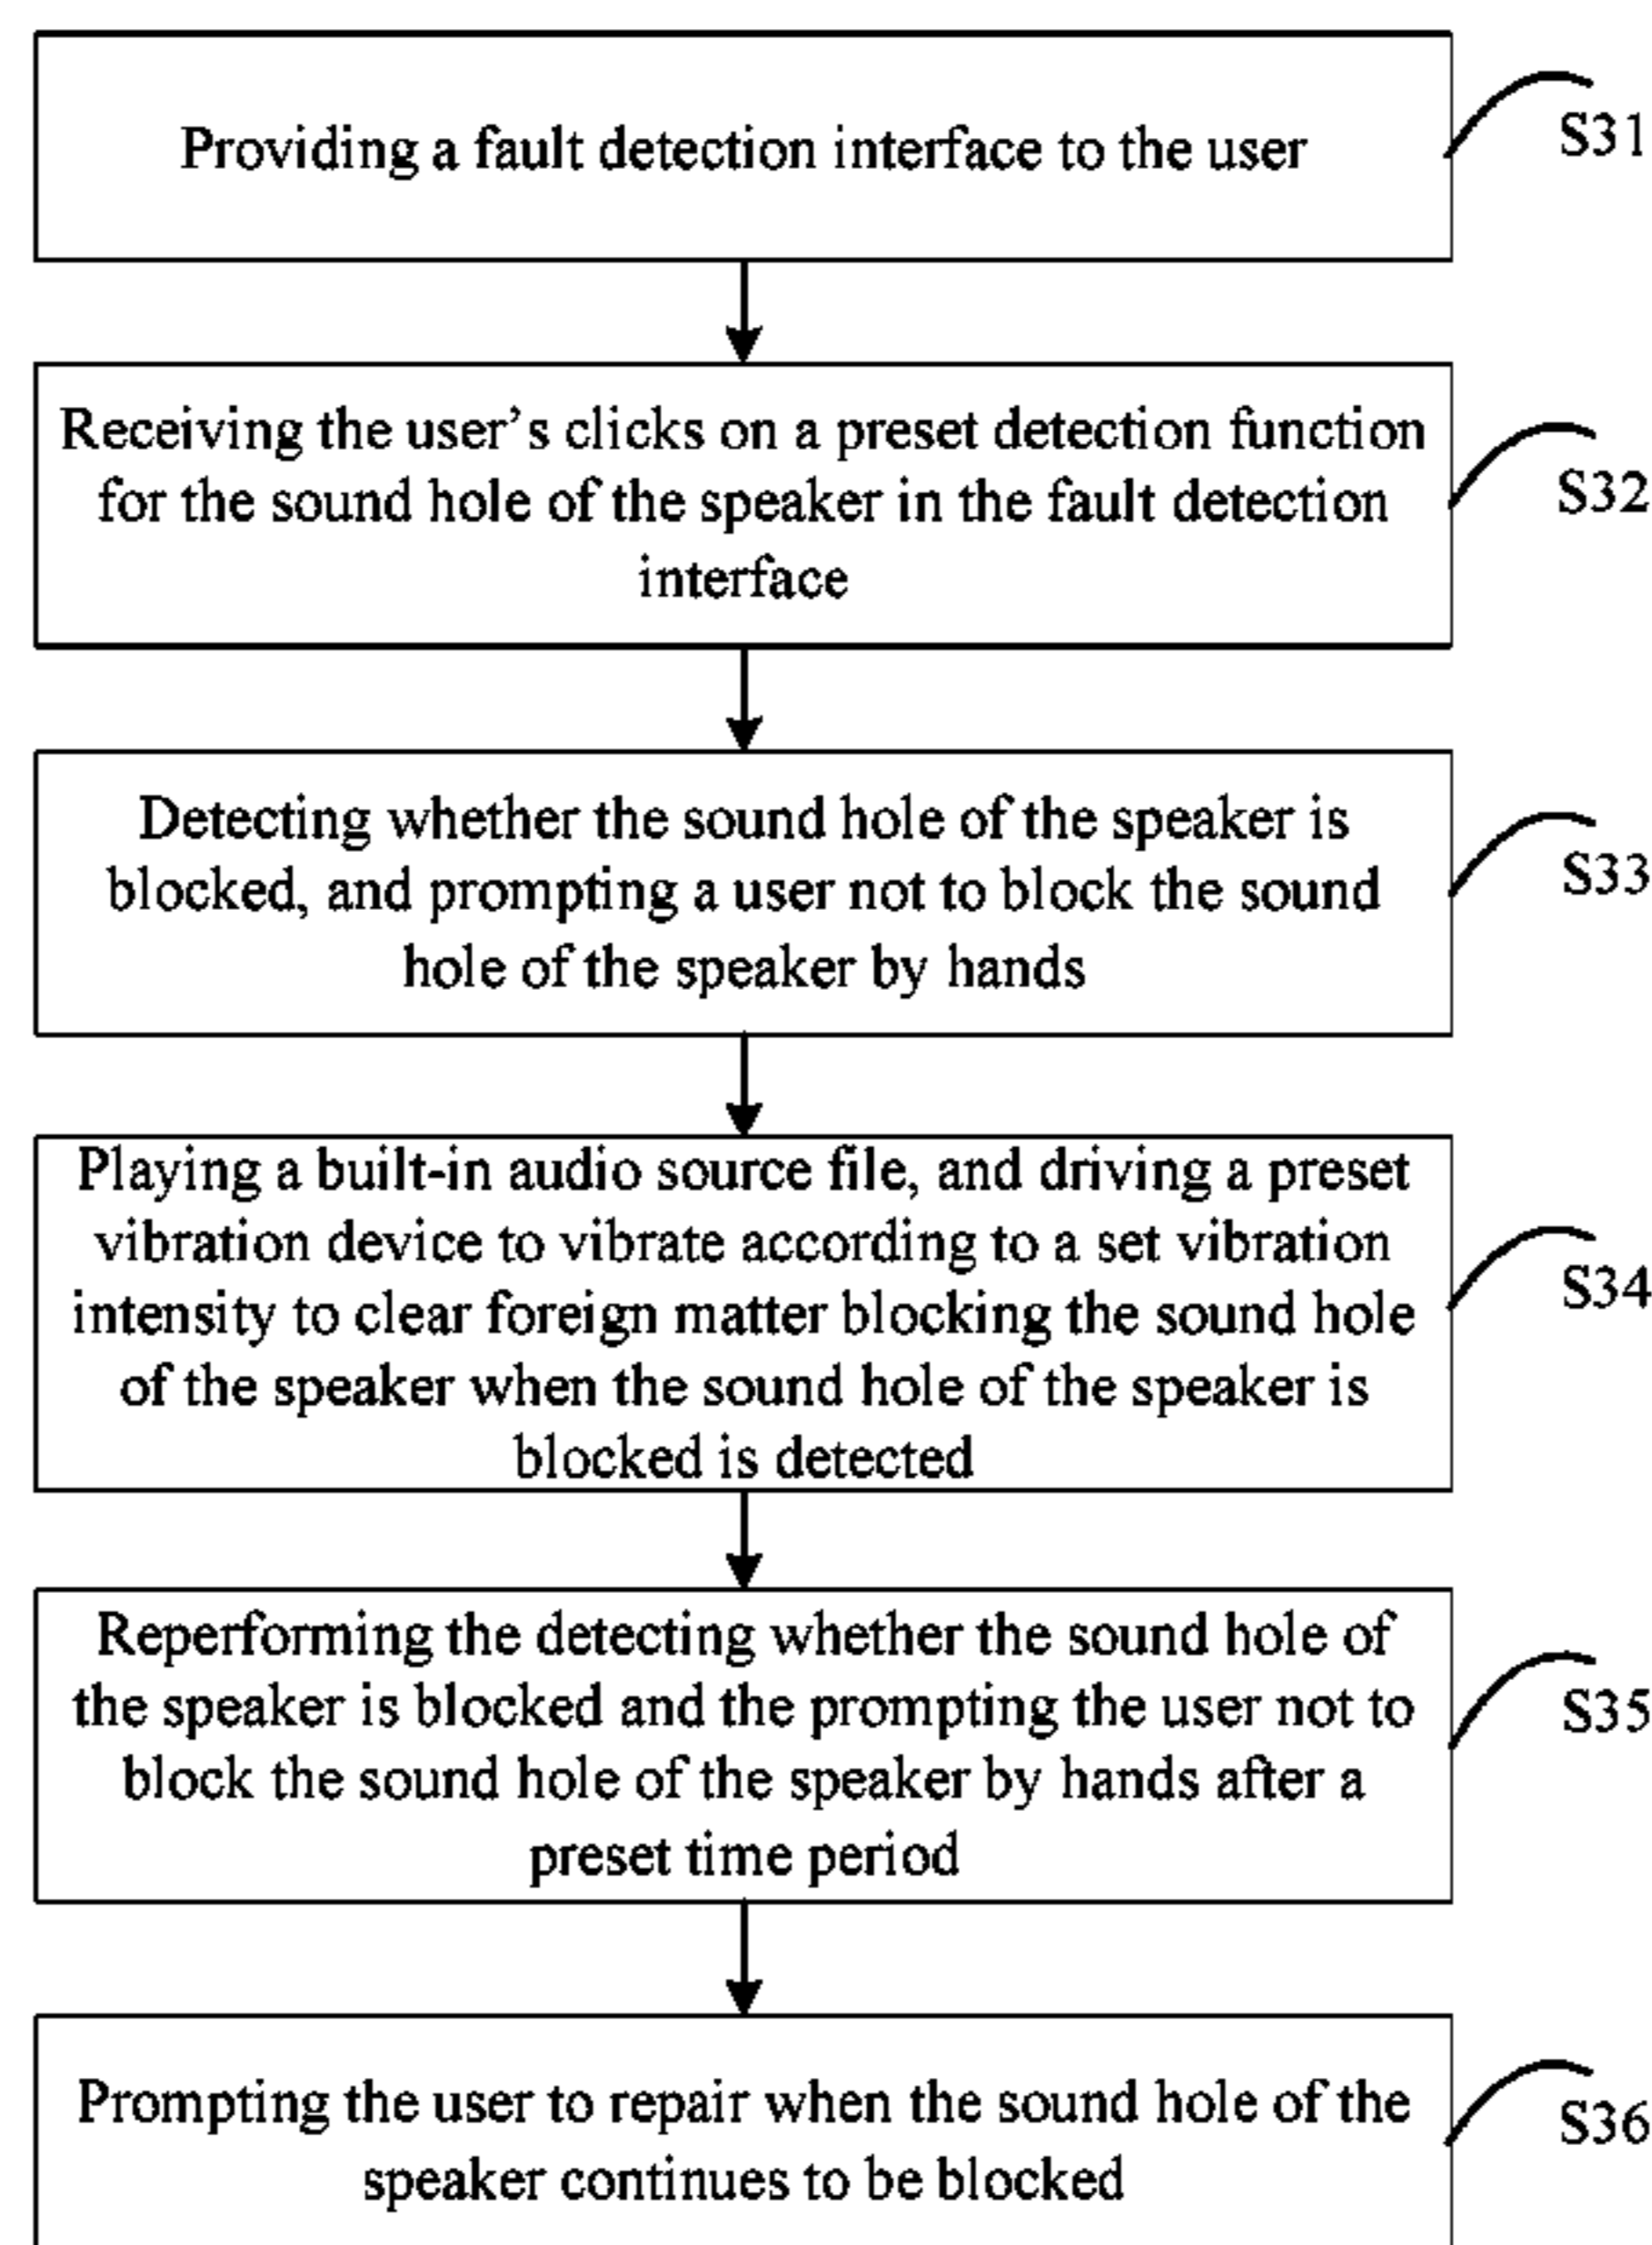 Providing a fault detection interface to the user
S31
Receiving the user's clicks on a preset detection function
for the sound hole of the speaker in the fault detection
interface
S32
Detecting whether the sound hole of the speaker is
blocked, and prompting a user not to block the sound
hole of the speaker by hands
S33
Playing a built-in audio source file, and driving a preset
vibration device to vibrate according to a set vibration
intensity to clear foreign matter blocking the sound hole
of the speaker when the sound hole of the speaker is
blocked is detected
S34
Reperforming the detecting whether the sound hole of
the speaker is blocked and the prompting the user not to
block the sound hole of the speaker by hands after a
preset time period
S35
Prompting the user to repair when the sound hole of the
speaker continues to be blocked
S36